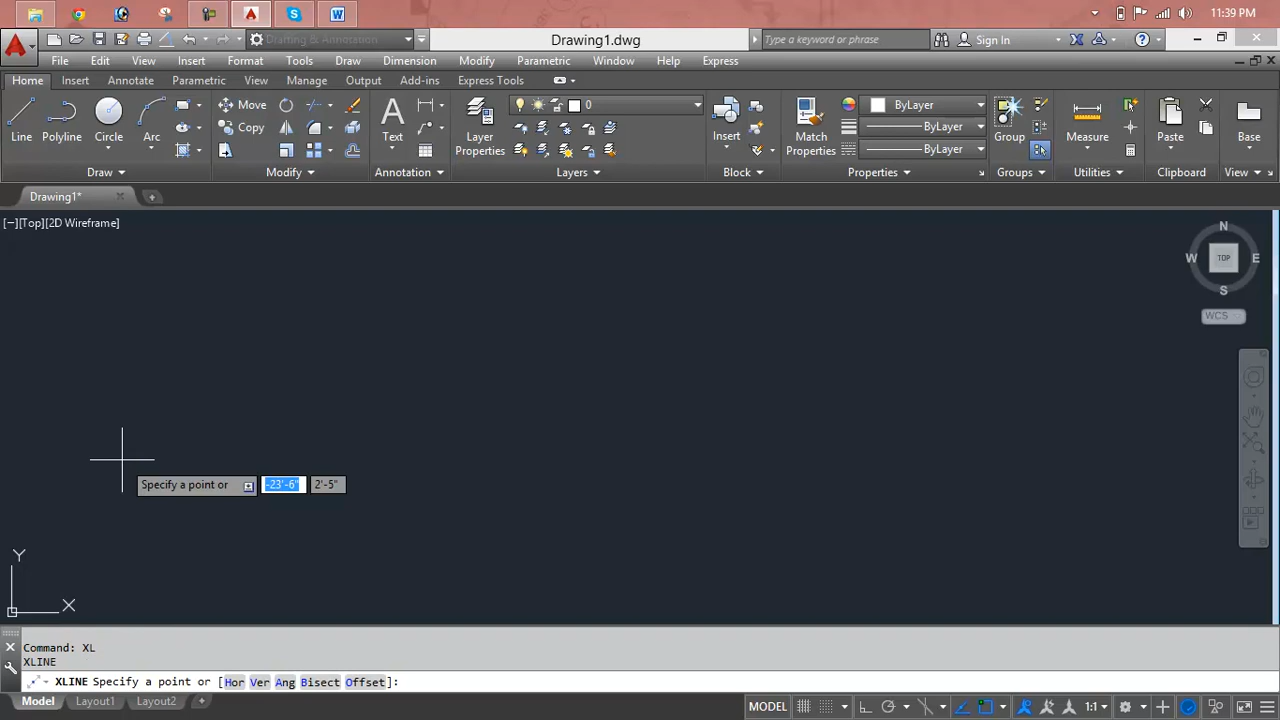 11:39 PM
Drafting & Annotation
Drawing1.dwg
Type a keyword or phrase
Sign In
File Edit View Insert Format Tools Draw Dimension Modify Parametric Window Help Express
Home Insert Annotate Parametric View Manage Output Add-ins Express Tools
Move
0
ByLayer
Copy
ByLayer
Line Polyline Circle Arc Text Layer Properties Insert Match Properties Group Measure Paste Base
ByLayer
Draw Modify Annotation Layers Block Properties Groups Utilities Clipboard View
Drawing1*
[−][Top][2D Wireframe]
N
W TOP E
S
WCS
Specify a point or -23'-6" 2'-5"
Y
X
Command: XL
XLINE
XLINE Specify a point or [Hor Ver Ang Bisect Offset]:
Model Layout1 Layout2 + MODEL 1:1